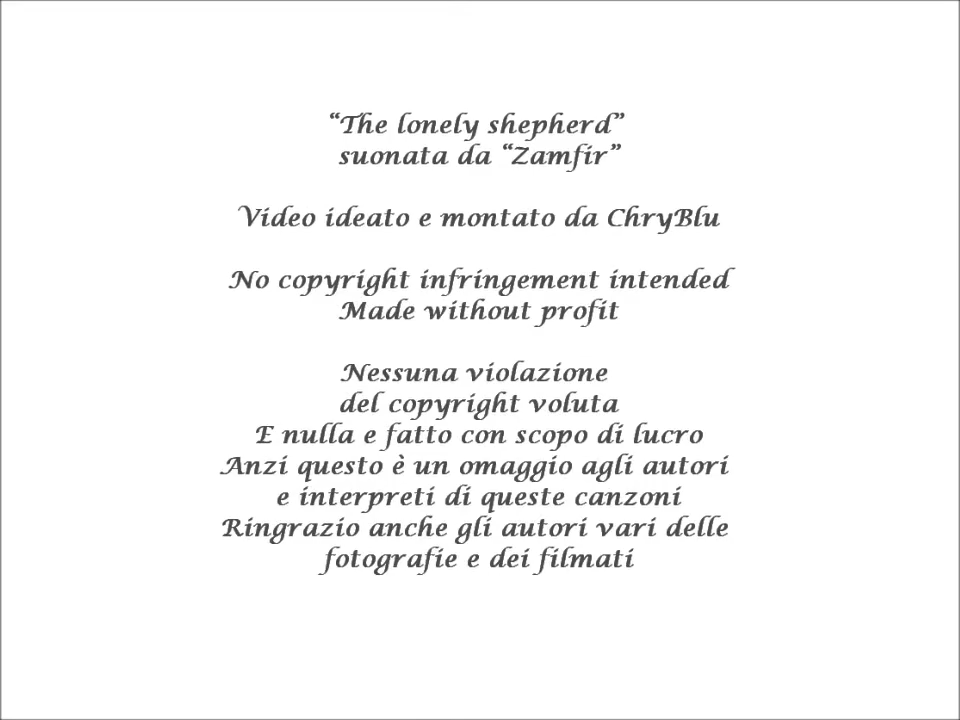 “The lonely shepherd”
suonata da “Zamfir”
Video ideato e montato da ChryBlu
No copyright infringement intended
Made without profit
Nessuna violazione
del copyright voluta
E nulla e fatto con scopo di lucro
Anzi questo è un omaggio agli autori
e interpreti di queste canzoni
Ringrazio anche gli autori vari delle
fotografie e dei filmati